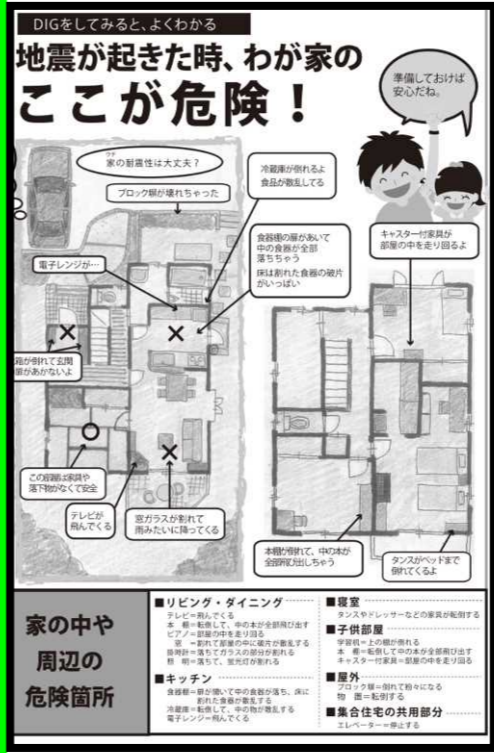 DIGをしてみると、よくわかる
地震が起きた時、わが家の
ここが危険！
準備しておけば
安心だね。
ウチ
家の耐震性は大丈夫？
ブロック塀が壊れちゃった
冷蔵庫が倒れるよ
食品が散乱してる
食器棚の扉があいて
中の食器が全部
落ちちゃう
床は割れた食器の破片
がいっぱい
キャスター付家具が
部屋の中を走り回るよ
電子レンジが…
箱が倒れて玄関
扉があかないよ
この部屋は家具や
落下物がなくて安全
テレビが
飛んでくる
窓ガラスが割れて
雨みたいに降ってくる
本棚が倒れて、中の本が
全部飛び出しちゃう
タンスがベッドまで
倒れてくるよ
家の中や
周辺の
危険箇所
■リビング・ダイニング
テレビ＝飛んでくる
本　棚＝転倒して、中の本が全部飛び出す
ピアノ＝部屋の中を走り回る
窓　＝割れて部屋の中に破片が散乱する
掛時計＝落ちてガラスの部分が割れる
照　明＝落ちて、蛍光灯が割れる
■キッチン
食器棚＝扉が開いて中の食器が落ち、床に
割れた食器が散乱する
冷蔵庫＝転倒して、中の物が散乱する
電子レンジ＝飛んでくる
■寝室
タンスやドレッサーなどの家具が転倒する
■子供部屋
学習机＝上の棚が倒れる
本　棚＝転倒して中の本が全部飛び出す
キャスター付家具＝部屋の中を走り回る
■屋外
ブロック塀＝倒れて粉々になる
物　置＝転倒する
■集合住宅の共用部分
エレベーター＝停止する